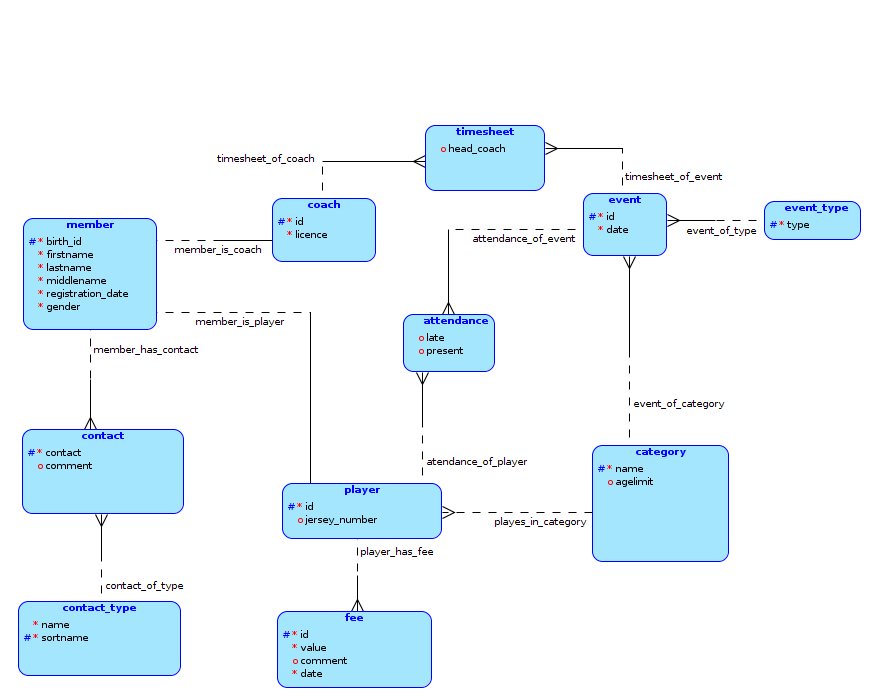 timesheet
head_coach
timesheet_of_coach
timesheet_of_event
coach
# * id
* licence
event
# * id
* date
event_type
# * type
event_of_type
member
# * birth_id
* firstname
* lastname
* middlename
* registration_date
* gender
member_is_coach
attendance_of_event
member_is_player
attendance
late
present
member_has_contact
event_of_category
contact
# * contact
comment
atendance_of_player
category
# * name
agelimit
player
# * id
jersey_number
playes_in_category
player_has_fee
contact_of_type
contact_type
* name
# * sortname
fee
# * id
* value
comment
* date